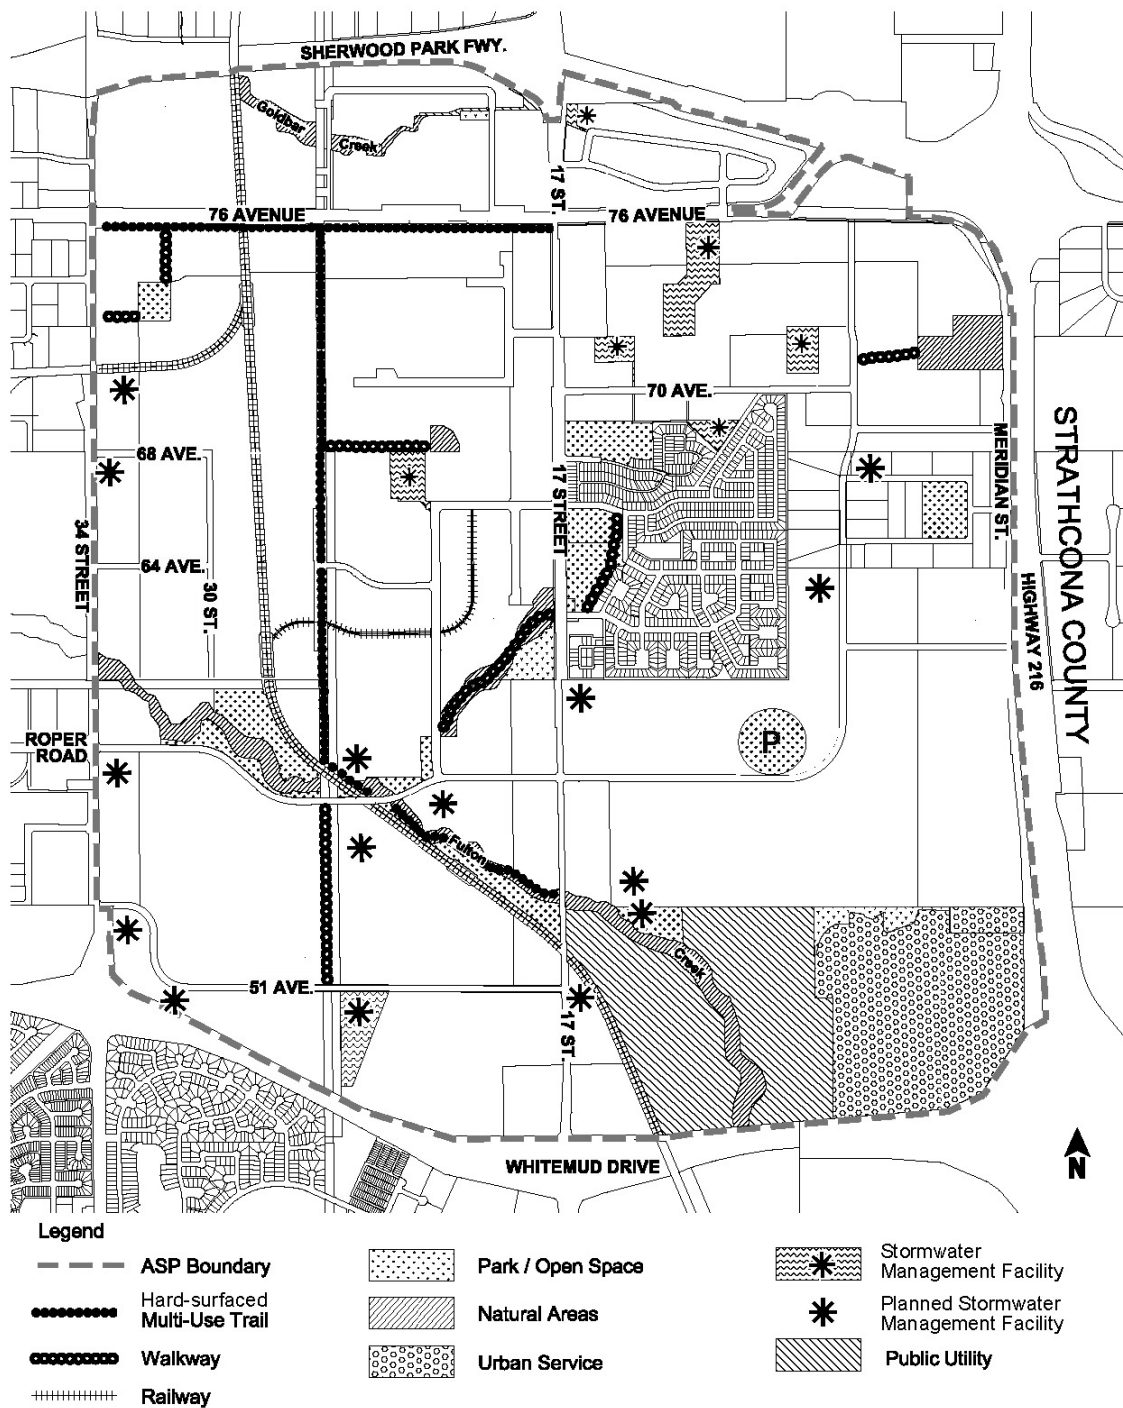 SHERWOOD PARK FWY.
Goldbar
Creek
17 ST.
76 AVENUE
76 AVENUE
70 AVE.
68 AVE.
34 STREET
64 AVE.
30 ST.
17 STREET
MERIDIAN ST.
HIGHWAY 216
STRATHCONA COUNTY
ROPER
ROAD
P
Fulton
Creek
51 AVE.
17 ST.
WHITEMUD DRIVE
N
Legend
ASP Boundary
Hard-surfaced
Multi-Use Trail
Walkway
Railway
Park / Open Space
Natural Areas
Urban Service
Stormwater
Management Facility
Planned Stormwater
Management Facility
Public Utility